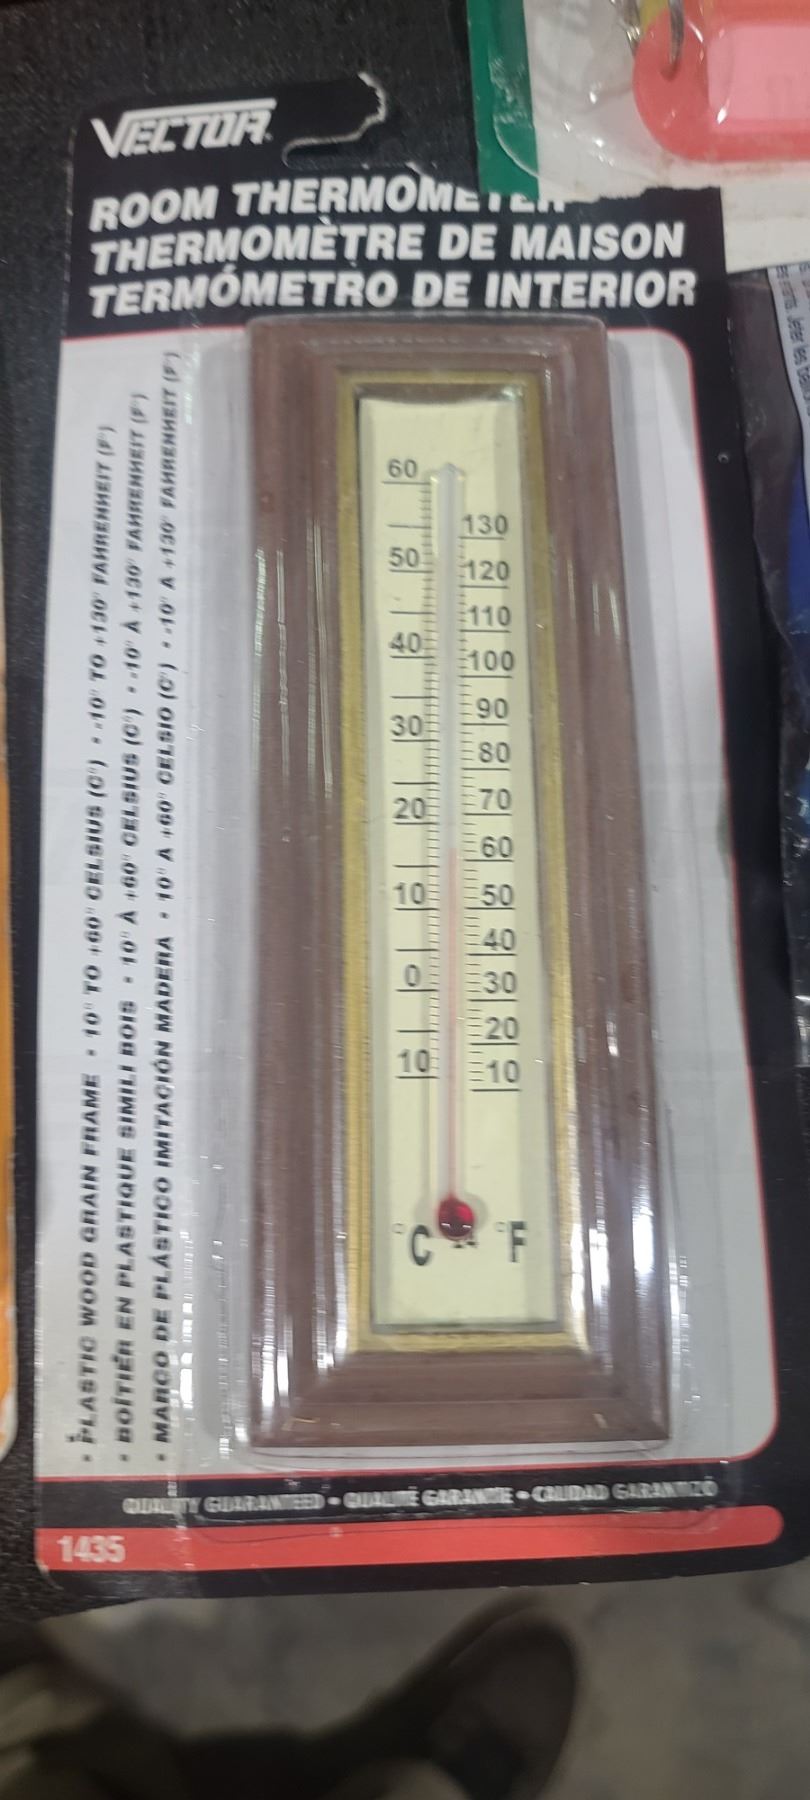 VECTOR
ROOM THERMOMETER
THERMOMÈTRE DE MAISON
TERMÓMETRO DE INTERIOR
• PLASTIC WOOD GRAIN FRAME • 10° TO +60° CELSIUS (C°) • -10° TO +130° FAHRENHEIT (F°)
• BOÎTIÉR EN PLASTIQUE SIMILI BOIS • 10° À +60° CELSIUS (C°) • -10° À +130° FAHRENHEIT (F°)
• MARCO DE PLÁSTICO IMITACIÓN MADERA • 10° A +60° CELSIO (C°) • -10° A +130° FAHRENHEIT (F°)
60
130
50
120
110
40
100
90
30
80
20
70
60
10
50
40
0
30
20
10
10
°C °F
QUALITY GUARANTEED • QUALITÉ GARANTIE • CALIDAD GARANTIZÓ
1435